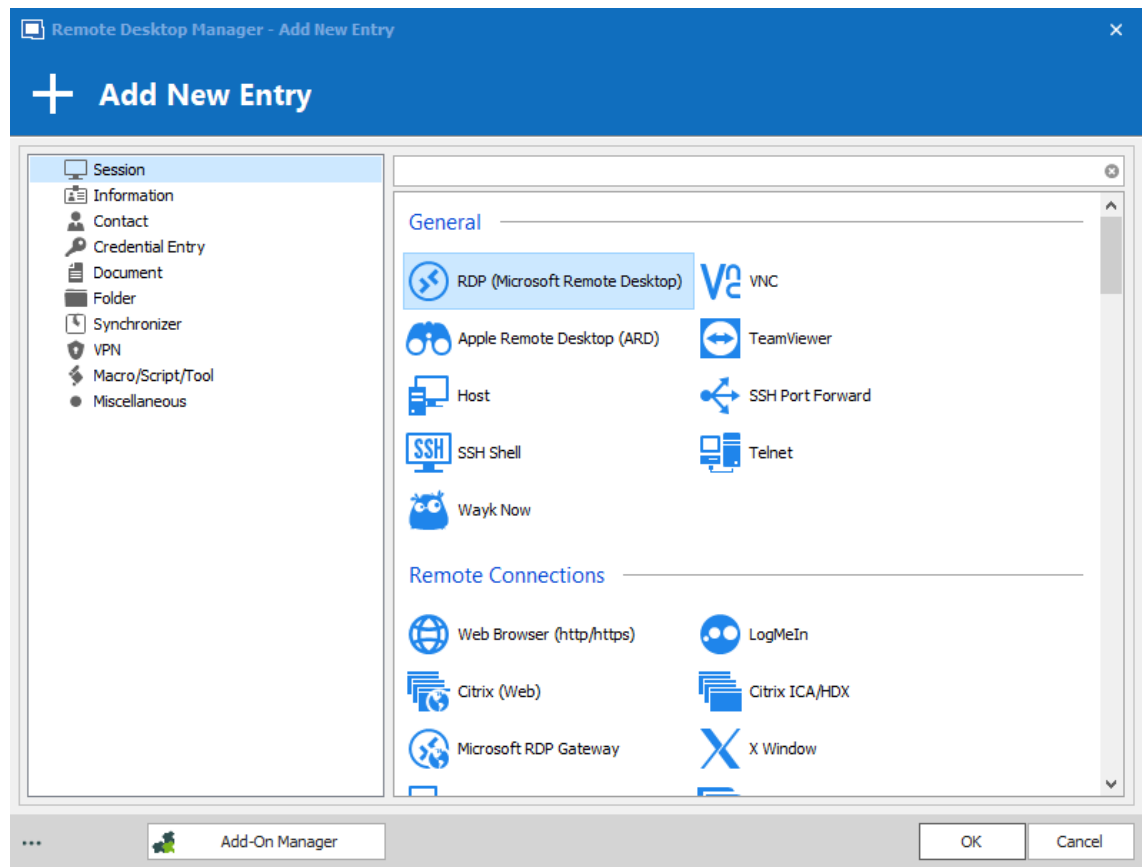 Remote Desktop Manager - Add New Entry
Add New Entry
Session
Information
Contact
Credential Entry
Document
Folder
Synchronizer
VPN
Macro/Script/Tool
Miscellaneous
General
RDP (Microsoft Remote Desktop)
VNC
Apple Remote Desktop (ARD)
TeamViewer
Host
SSH Port Forward
SSH
SSH Shell
Telnet
Wayk Now
Remote Connections
Web Browser (http/https)
LogMeIn
Citrix (Web)
Citrix ICA/HDX
Microsoft RDP Gateway
X Window
Add-On Manager
OK
Cancel